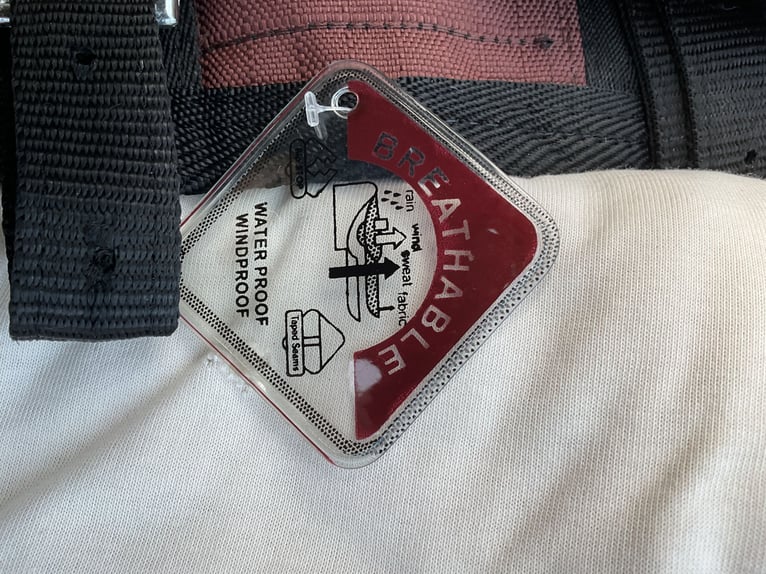 BREATHABLE
rain
wind
sweat
fabric
WATER PROOF
WINDPROOF
Taped Seams